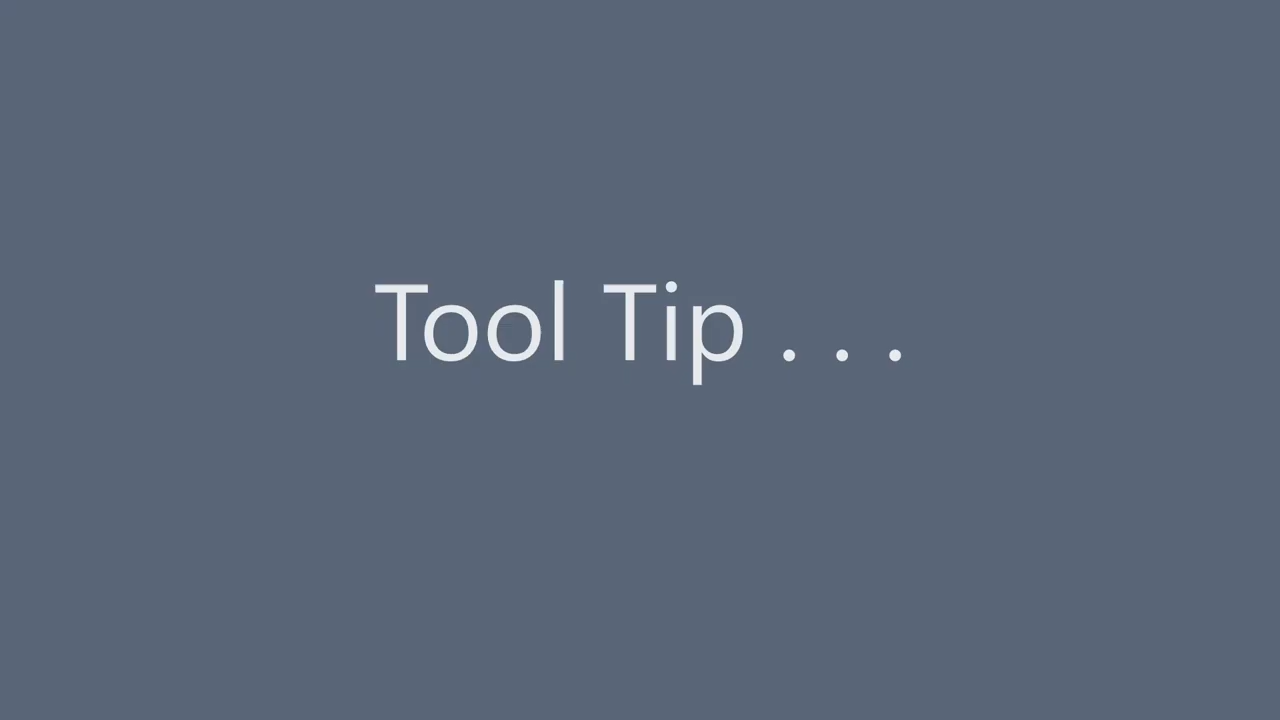 Tool Tip . . .